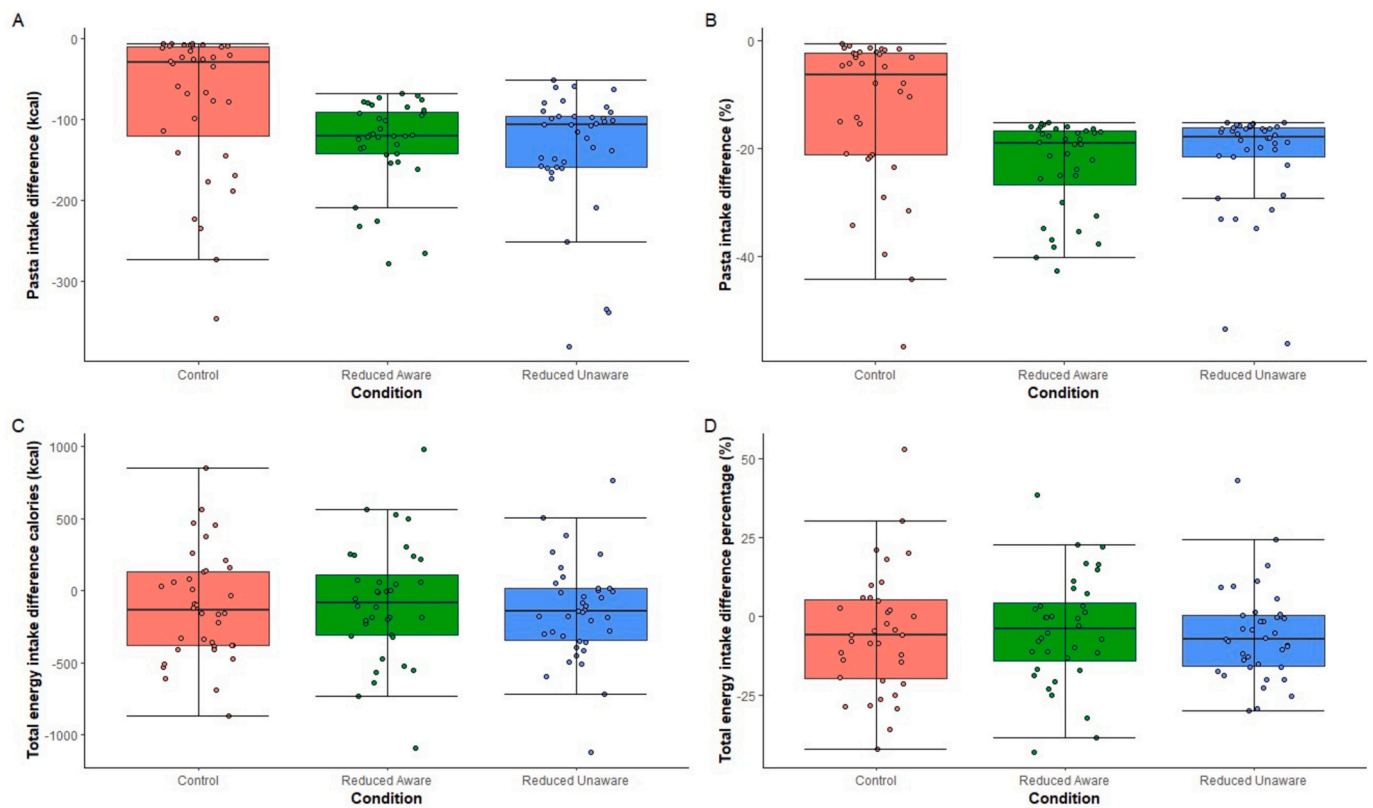 A
Pasta intake difference (kcal)
0
-100
-200
-300
Control
Reduced Aware
Reduced Unaware
Condition
B
Pasta intake difference (%)
-0
-20
-40
Control
Reduced Aware
Reduced Unaware
Condition
C
Total energy intake difference calories (kcal)
1000
500
0
-500
-1000
Control
Reduced Aware
Reduced Unaware
Condition
D
Total energy intake difference percentage (%)
50
25
0
-25
Control
Reduced Aware
Reduced Unaware
Condition